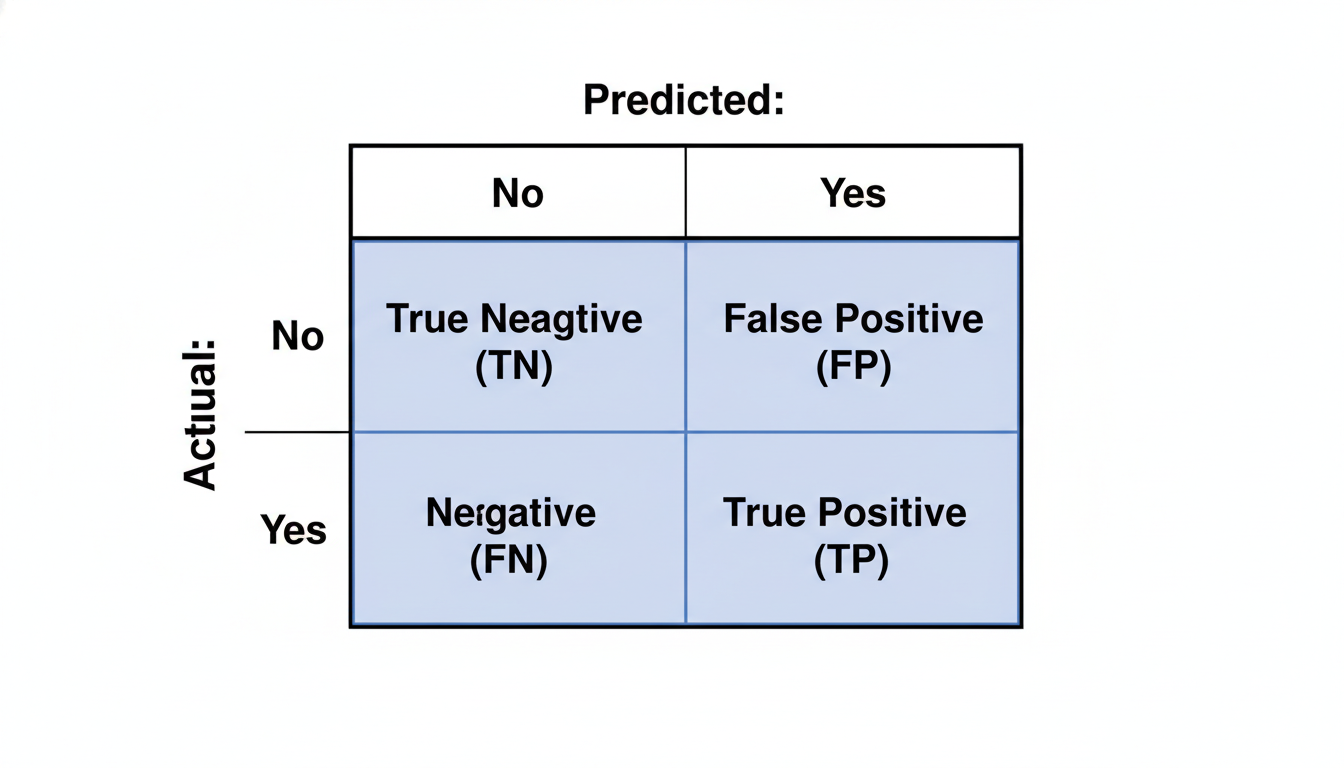 Predicted:
No
Yes
Actual:
No
True Neagtive
(TN)
False Positive
(FP)
Yes
(FN)
True Positive
(TP)